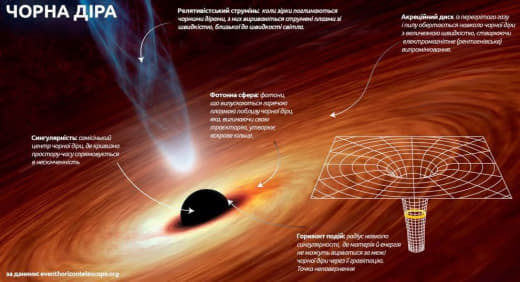 ЧОРНА ДІРА
Релятивістський струмінь: коли зірки поглинаються
чорними дірами, з них вириваються струмені плазми зі
швидкістю, близької до швидкості світла.
Акреційний диск із перегрітого газу
і пилу обертається навколо чорної діри
з величезною швидкістю, створюючи
електромагнітне (рентгенівське)
випромінювання.
Фотонна сфера: фотони,
що випускаються гарячою
плазмою поблизу чорної діри,
яка, вигинаючи свою
траєкторію, утворює
яскраве кільце.
Сингулярність: самісінький
центр чорної діри, де кривизна
простору-часу спрямовується
в нескінченність
Горизонт подій: радіус навколо
сингулярності, де матерія й енергія
не можуть вирватися за межі
чорної діри через її гравітацію.
Точка неповернення
за даними: eventhorizontelescope.org